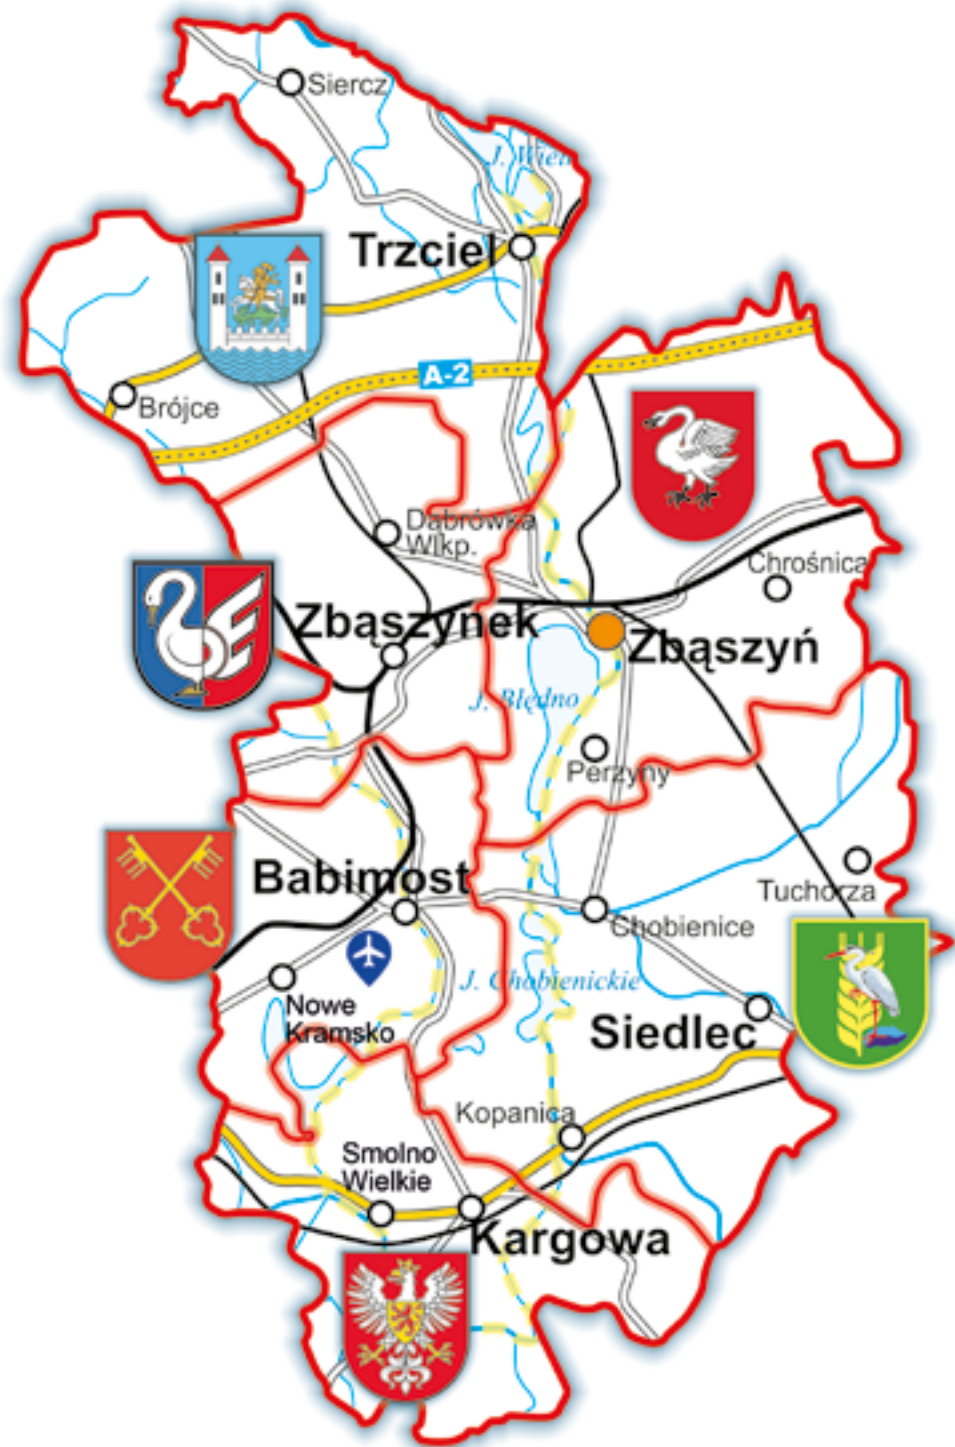 Siercz
J. Wiel
Trzciel
A-2
Brójce
Dąbrówka
Wlkp.
Chrośnica
Zbąszynek
Zbąszyń
J. Błędno
Perzyny
Babimost
Tuchorza
Chobienice
J. Chobienickie
Nowe
Kramsko
Siedlec
Kopanica
Smolno
Wielkie
Kargowa